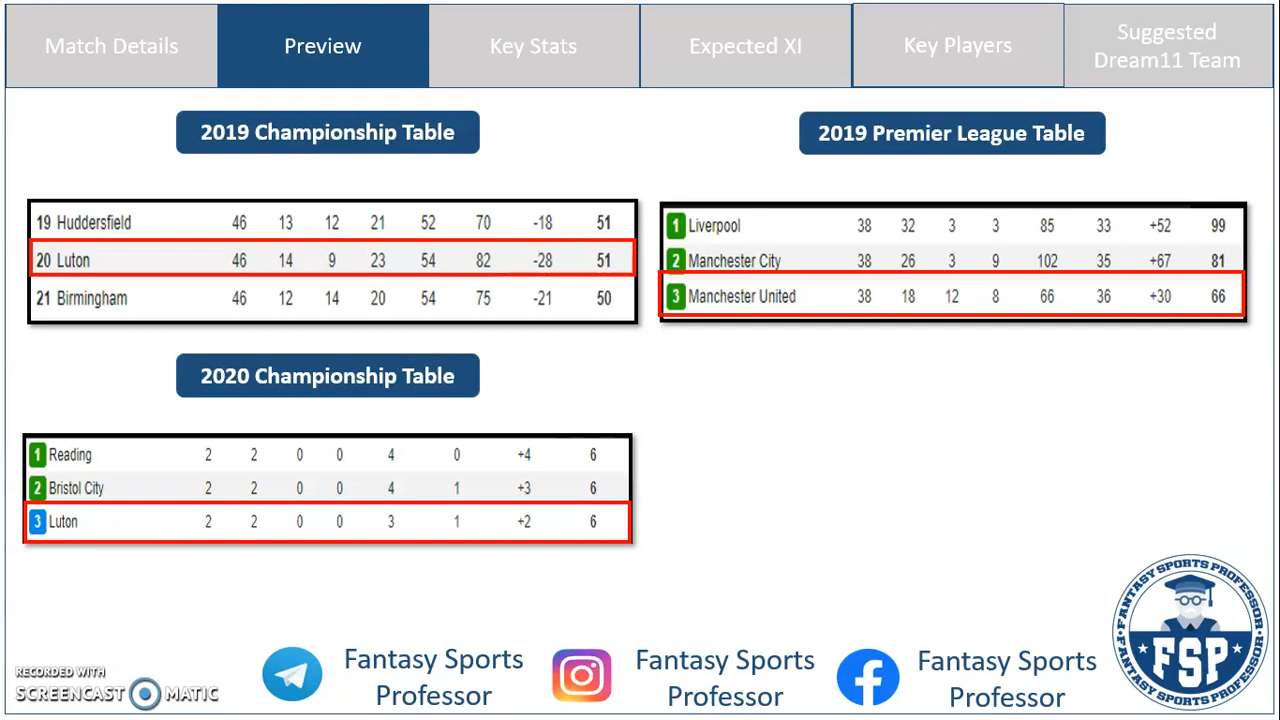 Match Details Preview Key Stats Expected XI Key Players Suggested Dream11 Team
2019 Championship Table
19 Huddersfield 46 13 12 21 52 70 -18 51
20 Luton 46 14 9 23 54 82 -28 51
21 Birmingham 46 12 14 20 54 75 -21 50
2019 Premier League Table
1 Liverpool 38 32 3 3 85 33 +52 99
2 Manchester City 38 26 3 9 102 35 +67 81
3 Manchester United 38 18 12 8 66 36 +30 66
2020 Championship Table
1 Reading 2 2 0 0 4 0 +4 6
2 Bristol City 2 2 0 0 4 1 +3 6
3 Luton 2 2 0 0 3 1 +2 6
RECORDED WITH
SCREENCAST MATIC
Fantasy Sports
Professor
Fantasy Sports
Professor
Fantasy Sports
Professor
FANTASY SPORTS PROFESSOR
FSP
FANTASY SPORTS PROFESSOR